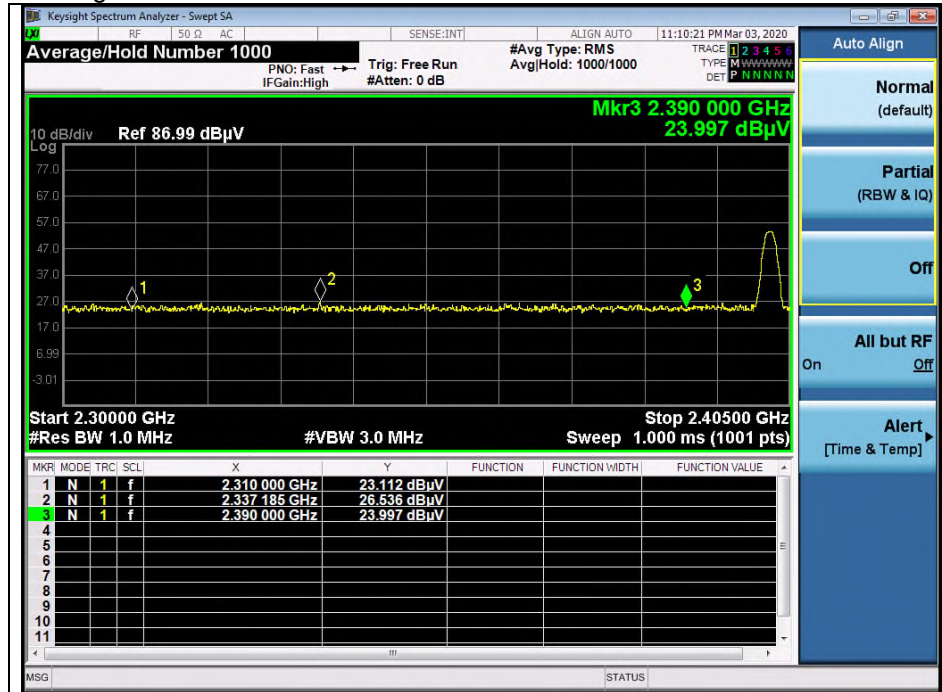 Keysight Spectrum Analyzer - Swept SA
LXI
RF
50 Ω
AC
SENSE:INT
ALIGN AUTO
11:10:21 PM Mar 03, 2020
Average/Hold Number 1000
PNO: Fast
IFGain:High
Trig: Free Run
#Atten: 0 dB
#Avg Type: RMS
Avg|Hold: 1000/1000
TRACE 1 2 3 4 5 6
TYPE M WWWWW
DET P N N N N N
Mkr3 2.390 000 GHz
23.997 dBµV
10 dB/div
Log
Ref 86.99 dBµV
77.0
67.0
57.0
47.0
37.0
27.0
17.0
6.99
-3.01
1
2
3
Start 2.30000 GHz
Stop 2.40500 GHz
#Res BW 1.0 MHz
#VBW 3.0 MHz
Sweep 1.000 ms (1001 pts)
MKR MODE TRC SCL X Y FUNCTION FUNCTION WIDTH FUNCTION VALUE
1 N 1 f 2.310 000 GHz 23.112 dBµV
2 N 1 f 2.337 185 GHz 26.536 dBµV
3 N 1 f 2.390 000 GHz 23.997 dBµV
4
5
6
7
8
9
10
11
MSG
STATUS
Auto Align
Normal
(default)
Partial
(RBW & IQ)
Off
All but RF
On Off
Alert
[Time & Temp]